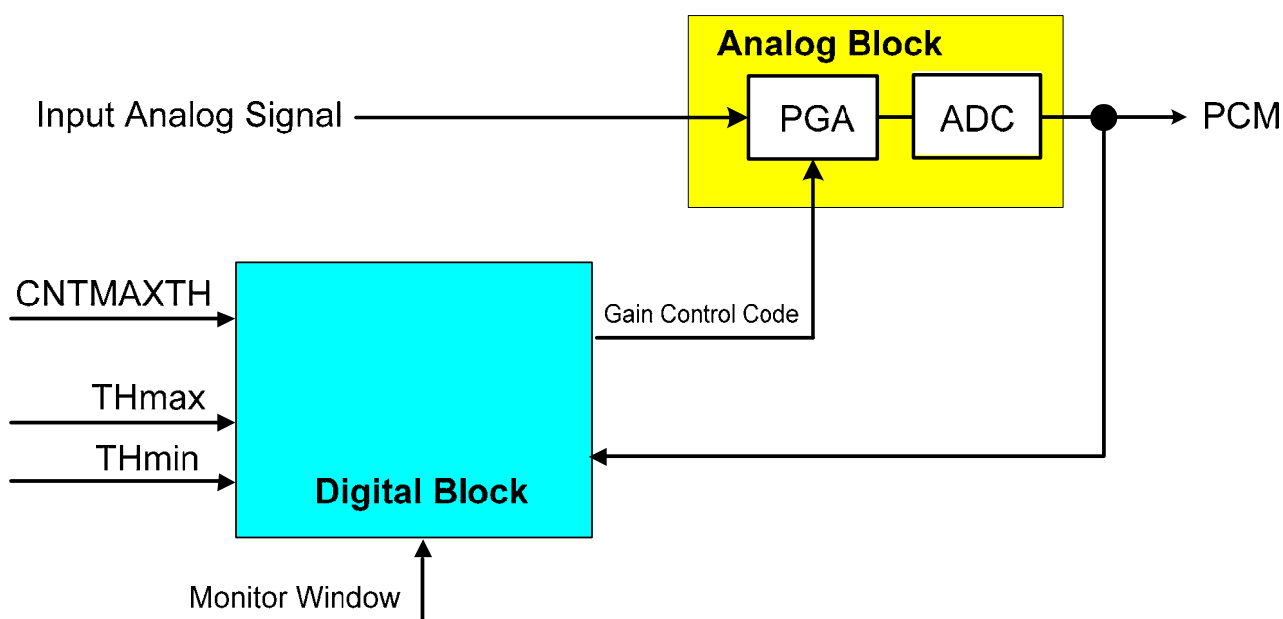 Analog Block
Input Analog Signal
PGA
ADC
PCM
CNTMAXTH
Gain Control Code
THmax
THmin
Digital Block
Monitor Window